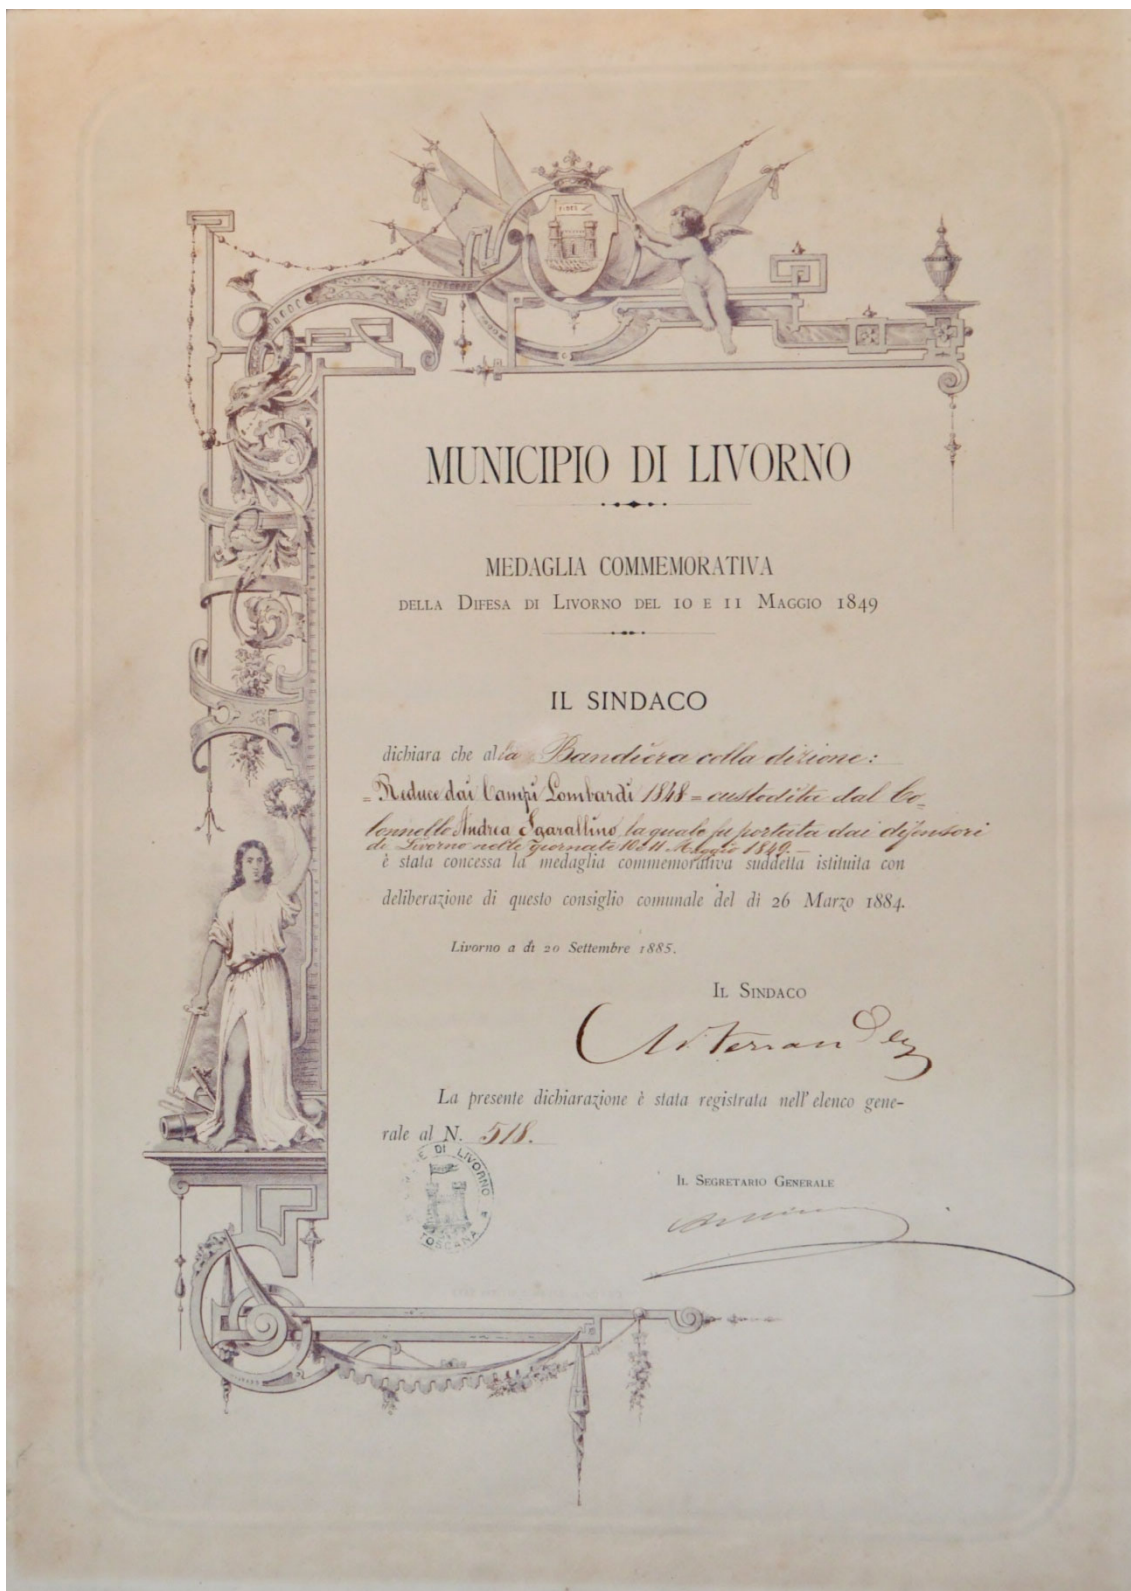 FIDES
MUNICIPIO DI LIVORNO
MEDAGLIA COMMEMORATIVA
DELLA DIFESA DI LIVORNO DEL 10 E 11 MAGGIO 1849
IL SINDACO
dichiara che alla Bandiera colla dizione:
= Reduce dai Campi Lombardi 1848 = custodita dal Co-
lonnello Andrea Sgarallino, la quale fu portata dai difensori
di Livorno nelle giornate 10 e 11 Maggio 1849.–
è stata concessa la medaglia commemorativa suddetta istituita con
deliberazione di questo consiglio comunale del dì 26 Marzo 1884.
Livorno a dì 20 Settembre 1885.
IL SINDACO
La presente dichiarazione è stata registrata nell' elenco gene-
rale al N. 518.
DI LIVORNO
TOSCANA
IL SEGRETARIO GENERALE